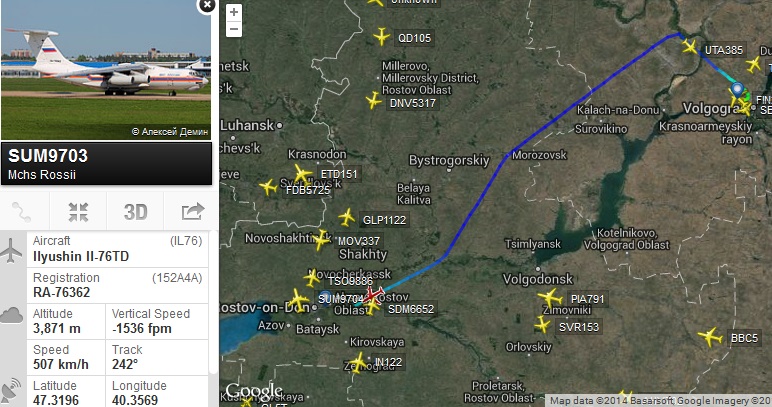 © Алексей Демин
SUM9703
Mchs Rossii
3D
Aircraft (IL76)
Ilyushin Il-76TD
Registration (152A4A)
RA-76362
Altitude Vertical Speed
3,871 m -1536 fpm
Speed Track
507 km/h 242°
Latitude Longitude
47.3196 40.3569
+
−
Unknown
QD105
UTA385
Millerovo,
Millerovsky District,
Rostov Oblast
DNV5317
Kalach-na-Donu
Volgograd
FIN
Surovikino
Krasnoarmeyskiy
rayon
Luhansk
Krasnodon
Bystrogorskiy
Morozovsk
ETD151
FDB5725
Belaya
Kalitva
GLP1122
Novoshakhtinsk
MOV337
Shakhty
Kotelnikovo,
Volgograd Oblast
Tsimlyansk
Novocherkassk
TSO9886
Volgodonsk
SUM9704
Rostov
Rostov-on-Don
Oblast
SDM6652
PIA791
Zimovniki
Azov
Bataysk
SVR153
BBC5
Kirovskaya
Orlovskiy
IN122
Zernograd
Proletarsk,
Rostov Oblast
Google
Map data ©2014 Basarsoft, Google Imagery ©20